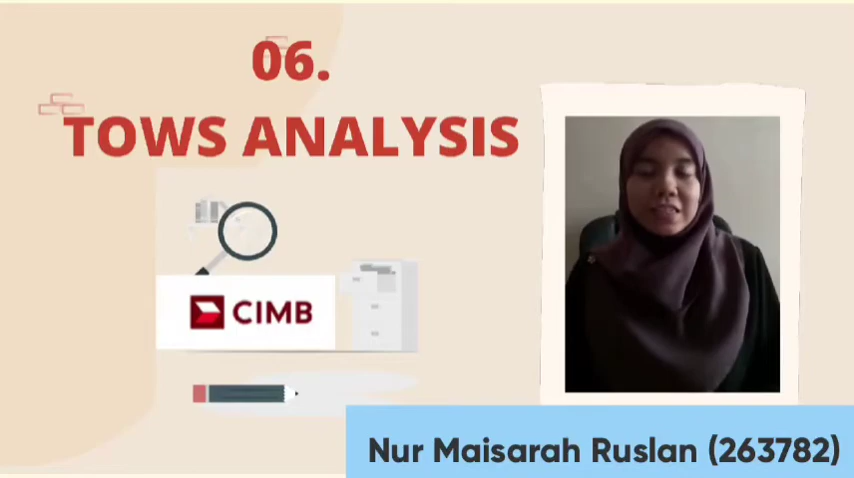 06.
TOWS ANALYSIS
CIMB
Nur Maisarah Ruslan (263782)